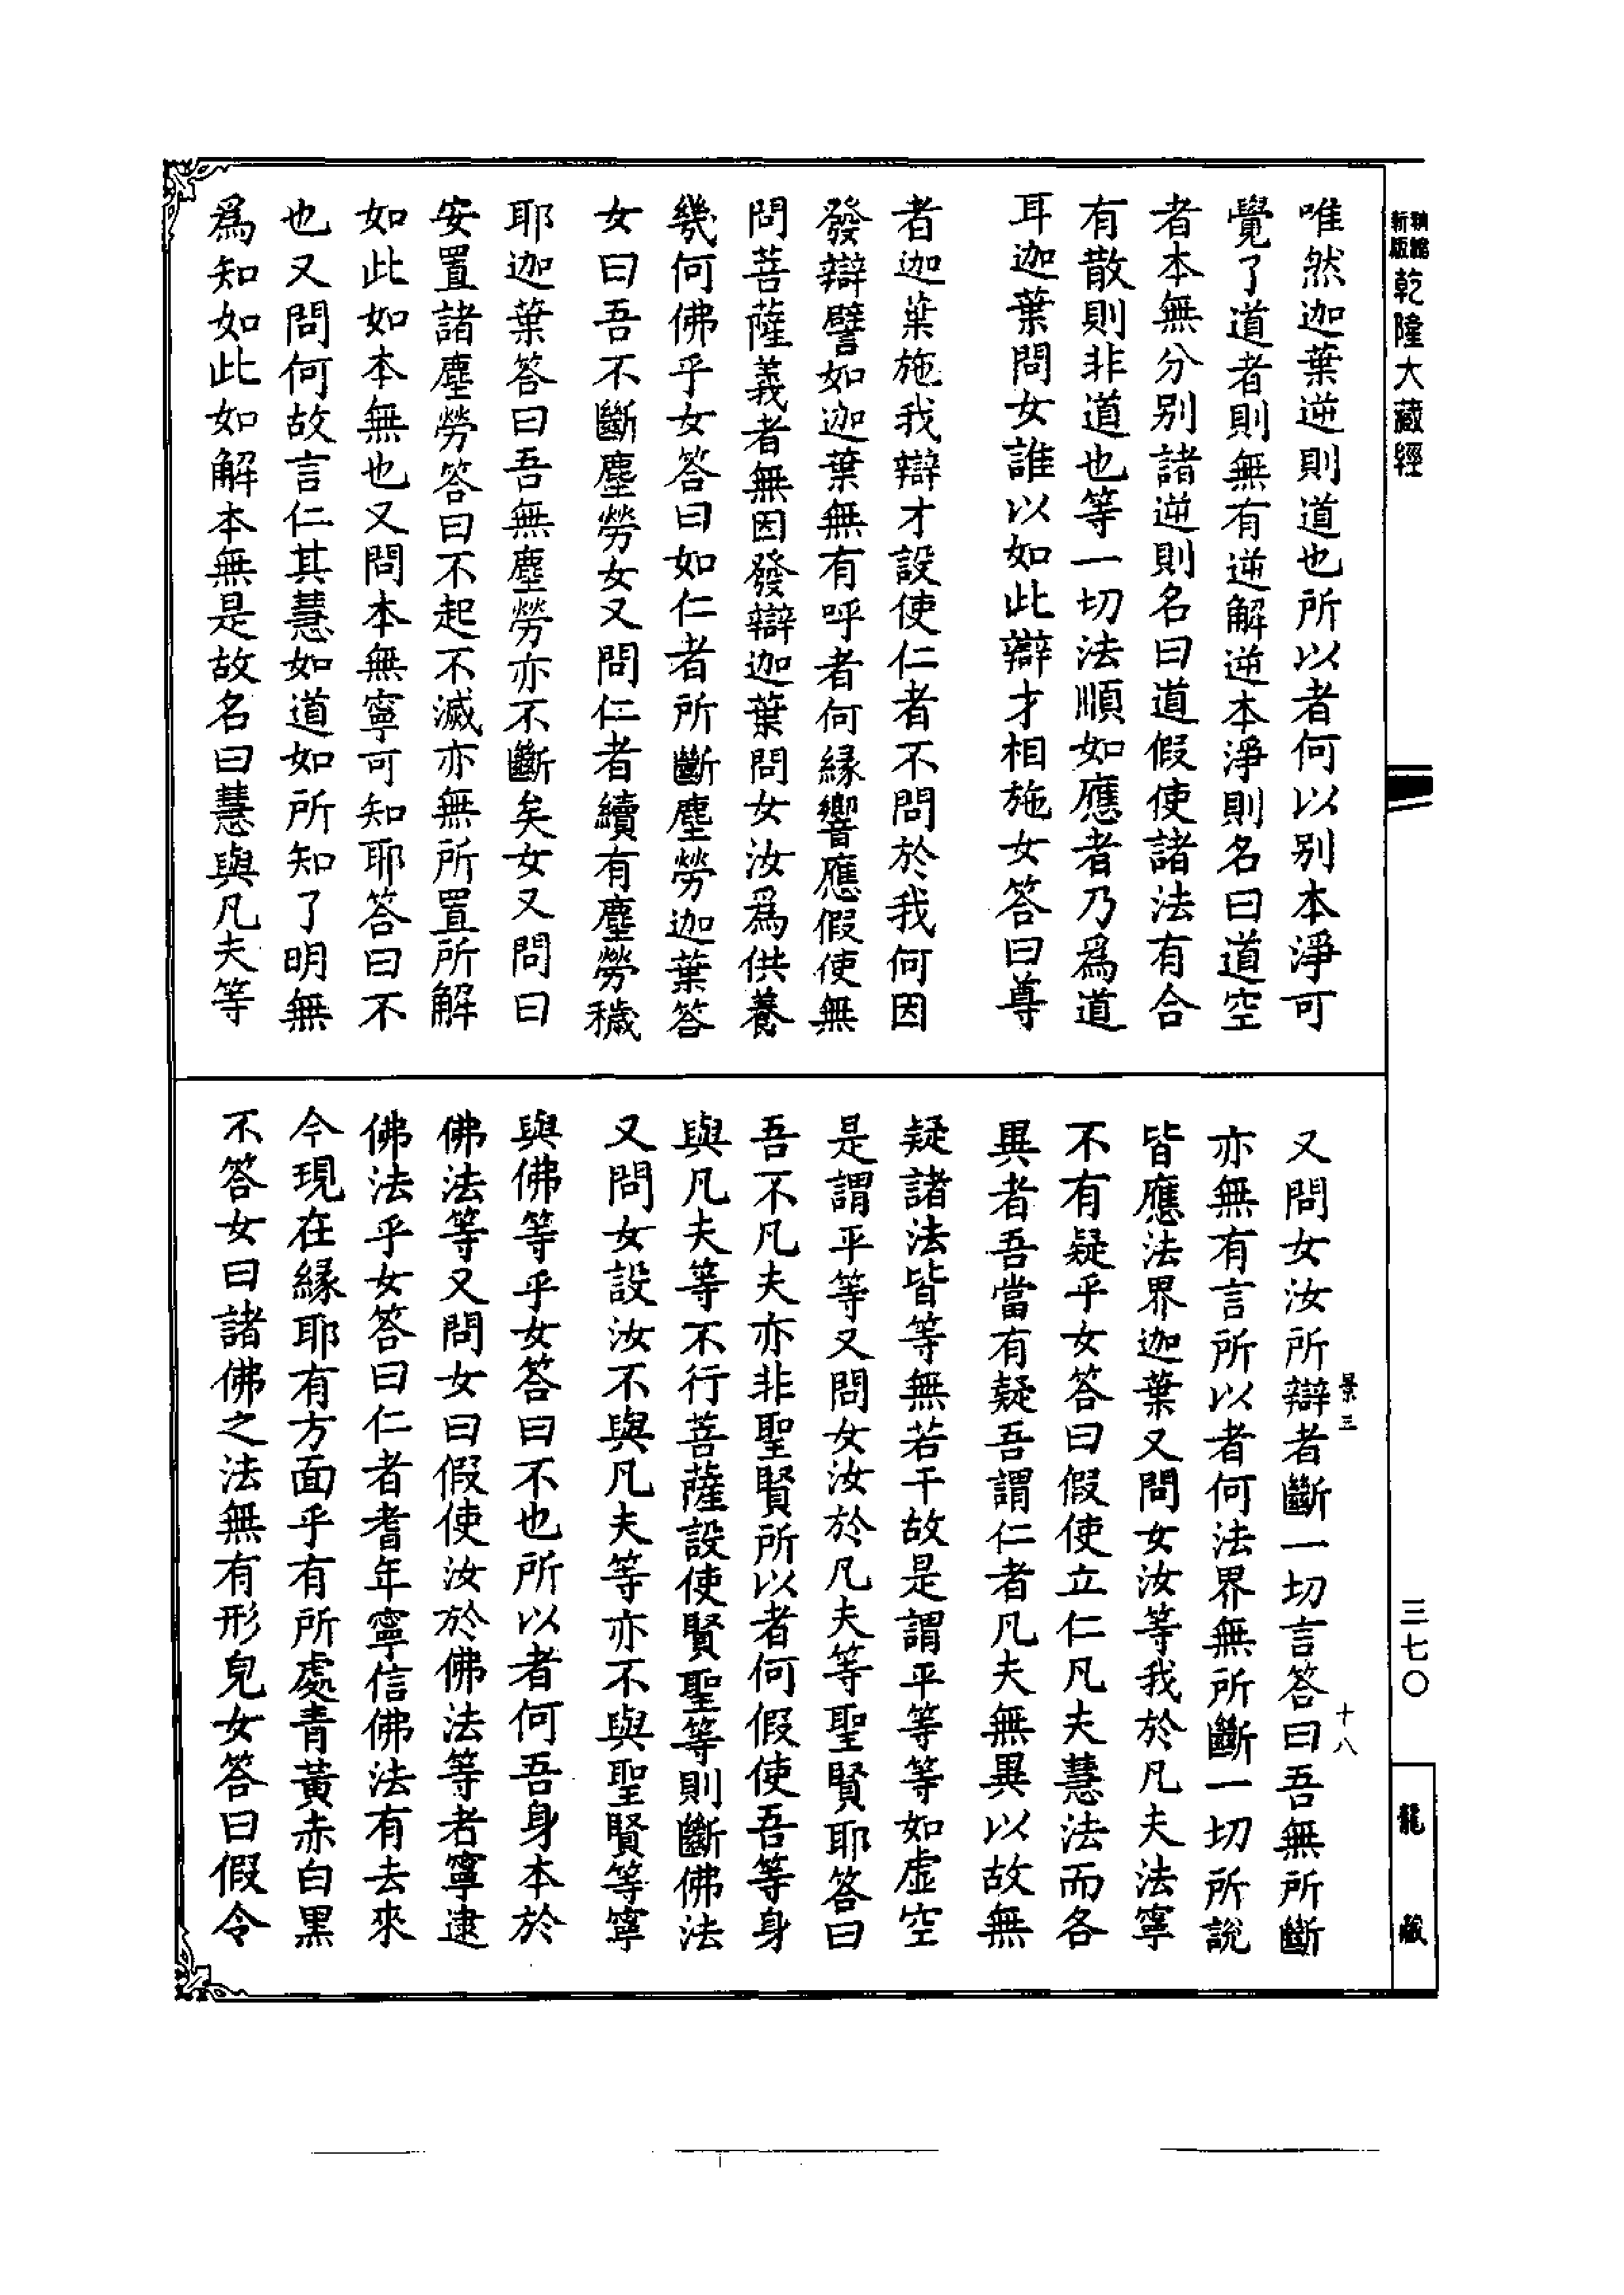 精鐫
新版
乾隆大藏經
唯然迦葉逆則道也所以者何以別本淨可
覺了道者則無有逆解逆本淨則名曰道空
者本無分別諸逆則名曰道假使諸法有合
有散則非道也等一切法順如應者乃爲道
耳迦葉問女誰以如此辯才相施女答曰尊
者迦葉施我辯才設使仁者不問於我何因
發辯譬如迦葉無有呼者何緣響應假使無
問菩薩義者無因發辯迦葉問女汝爲供養
幾何佛乎女答曰如仁者所斷塵勞迦葉答
女曰吾不斷塵勞女又問仁者續有塵勞穢
耶迦葉答曰吾無塵勞亦不斷矣女又問曰
安置諸塵勞答曰不起不滅亦無所置所解
如此如本無也又問本無寧可知耶答曰不
也又問何故言仁其慧如道如所知了明無
爲知如此如解本無是故名曰慧與凡夫等
又問女汝所辯者斷一切言答曰吾無所斷
亦無有言所以者何法界無所斷一切所說
皆應法界迦葉又問女汝等我於凡夫法寧
不有疑乎女答曰假使立仁凡夫慧法而各
異者吾當有疑吾謂仁者凡夫無異以故無
疑諸法皆等無若干故是謂平等等如虛空
是謂平等又問女汝於凡夫等聖賢耶答曰
吾不凡夫亦非聖賢所以者何假使吾等身
與凡夫等不行菩薩設使賢聖等則斷佛法
又問女設汝不與凡夫等亦不與聖賢等寧
與佛等乎女答曰不也所以者何吾身本於
佛法等又問女曰假使汝於佛法等者寧逮
佛法乎女答曰仁者耆年寧信佛法有去來
今現在緣耶有方面乎有所處青黃赤白黑
不答女曰諸佛之法無有形皃女答曰假令
景三
十八
三七〇
龍藏